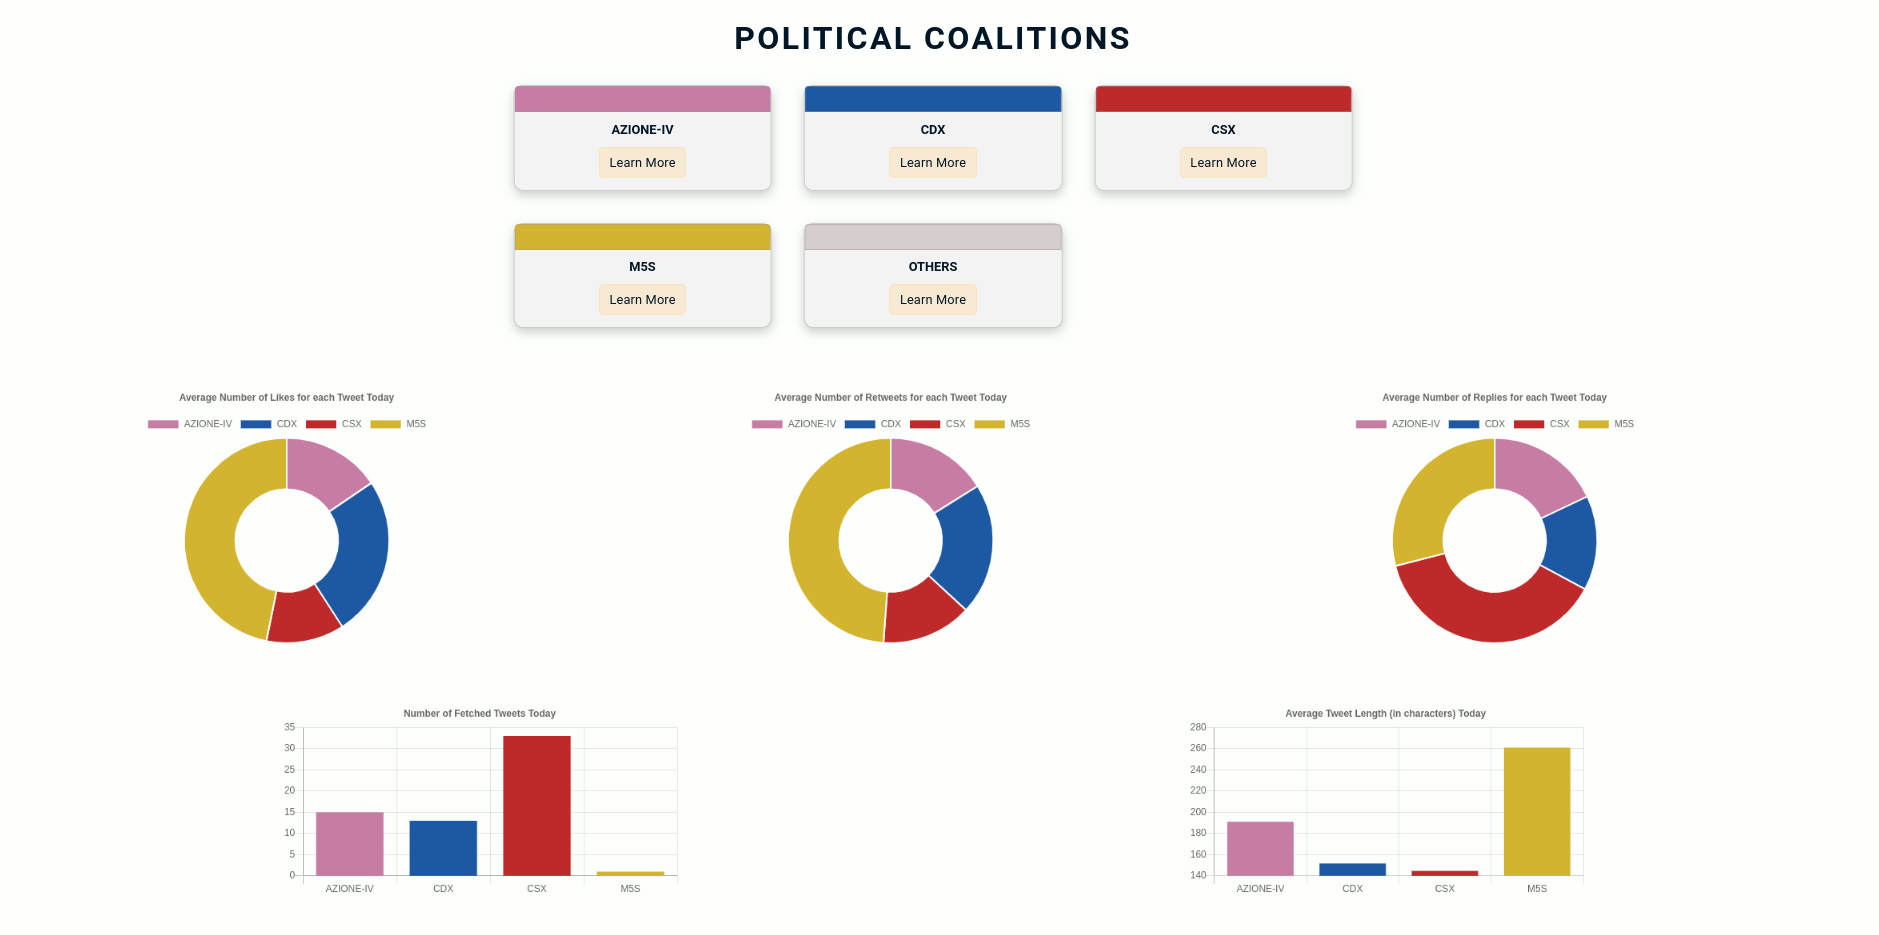 POLITICAL COALITIONS
AZIONE-IV
Learn More
CDX
Learn More
CSX
Learn More
M5S
Learn More
OTHERS
Learn More
Average Number of Likes for each Tweet Today
AZIONE-IV CDX CSX M5S
Average Number of Retweets for each Tweet Today
AZIONE-IV CDX CSX M5S
Average Number of Replies for each Tweet Today
AZIONE-IV CDX CSX M5S
Number of Fetched Tweets Today
35
30
25
20
15
10
5
0
AZIONE-IV CDX CSX M5S
Average Tweet Length (in characters) Today
280
260
240
220
200
180
160
140
AZIONE-IV CDX CSX M5S